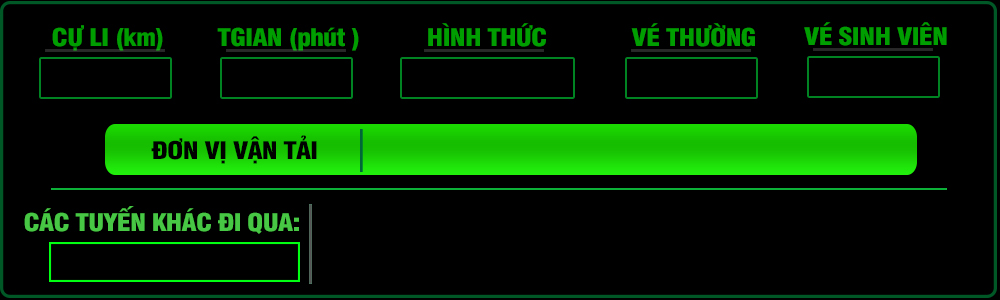 CỰ LI (km) TGIAN (phút ) HÌNH THỨC VÉ THƯỜNG VÉ SINH VIÊN
ĐƠN VỊ VẬN TẢI
CÁC TUYẾN KHÁC ĐI QUA: